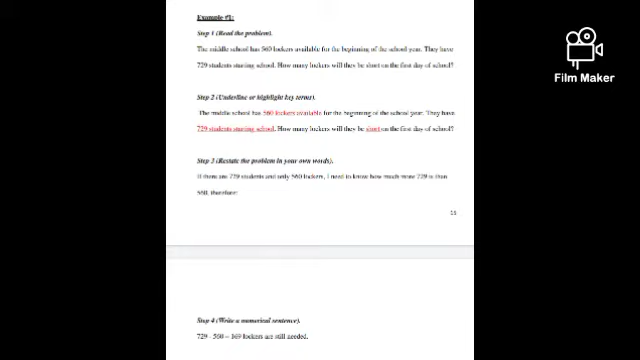 Example #1:
Step 1 (Read the problem).
The middle school has 560 lockers available for the beginning of the school year. They have
729 students starting school. How many lockers will they be short on the first day of school?
Step 2 (Underline or highlight key terms).
The middle school has 560 lockers available for the beginning of the school year. They have
729 students starting school. How many lockers will they be short on the first day of school?
Step 3 (Restate the problem in your own words).
If there are 729 students and only 560 lockers, I need to know how much more 729 is than
560, therefore:
Step 4 (Write a numerical sentence).
729 - 560 = 169 lockers are still needed.
Film Maker